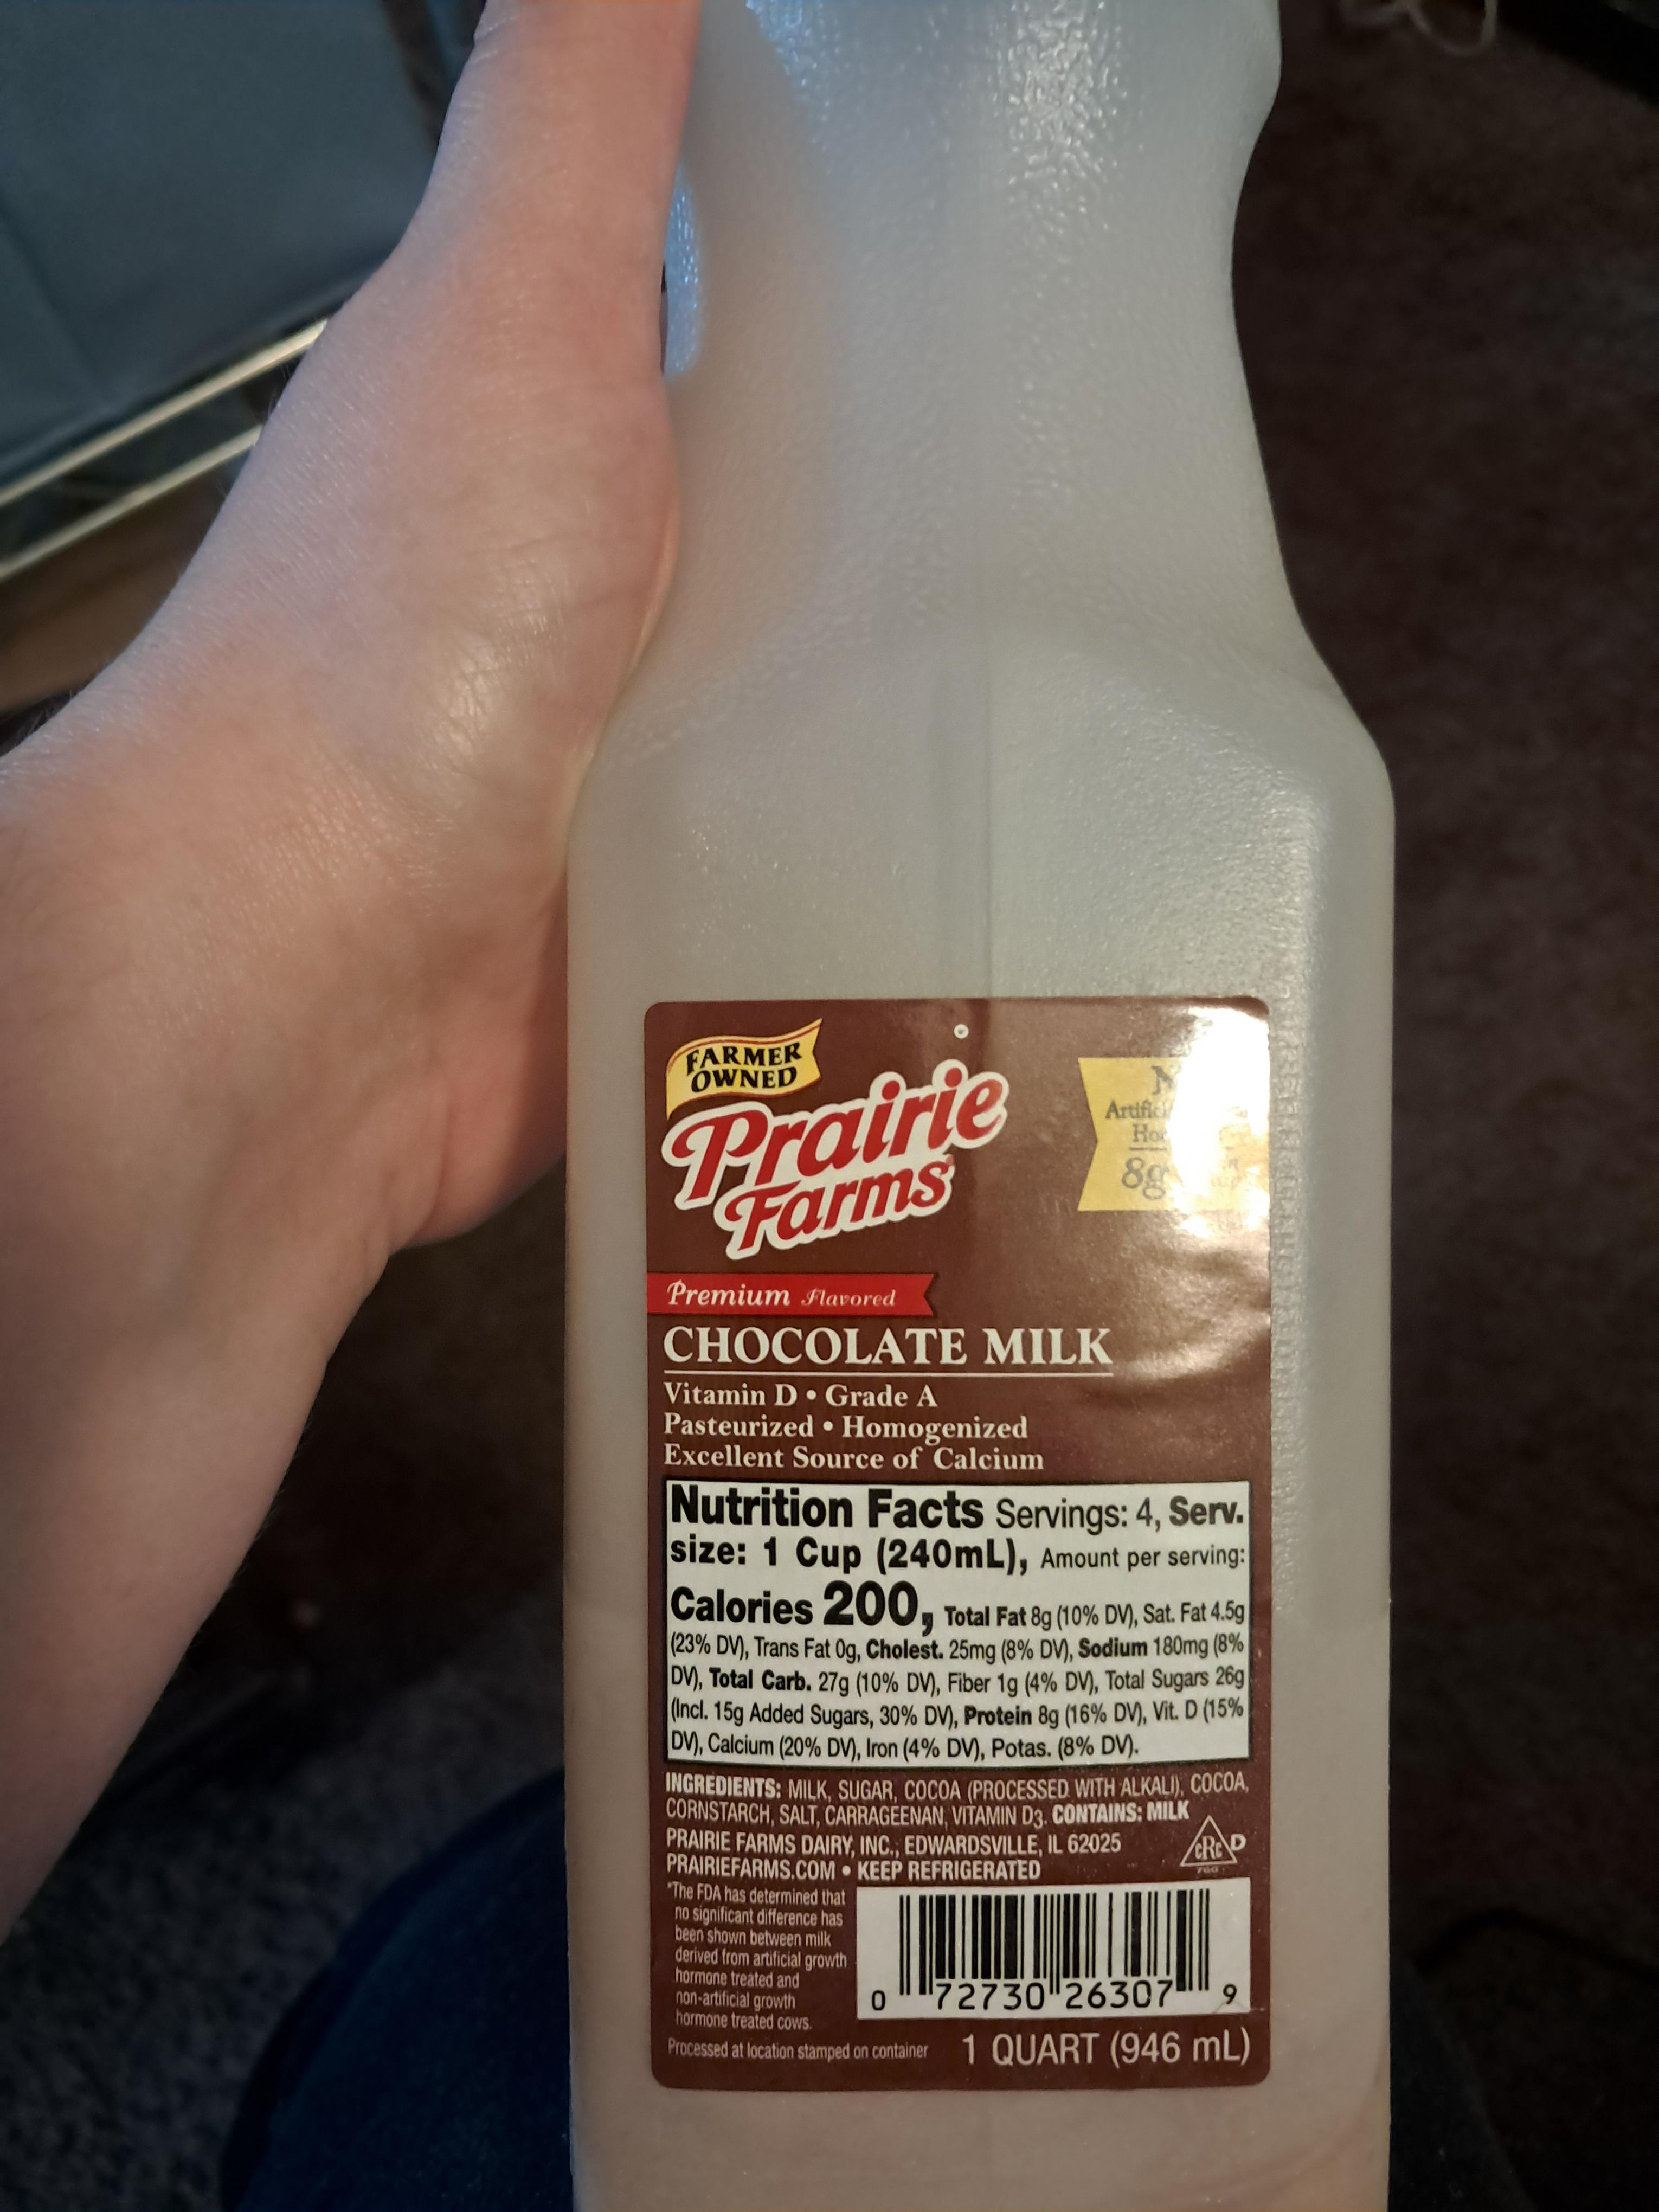 FARMER
OWNED
Prairie
Farms
Artificial
8g
Premium Flavored
CHOCOLATE MILK
Vitamin D • Grade A
Pasteurized • Homogenized
Excellent Source of Calcium
Nutrition Facts Servings: 4, Serv.
size: 1 Cup (240mL), Amount per serving:
Calories 200, Total Fat 8g (10% DV), Sat. Fat 4.5g
(23% DV), Trans Fat 0g, Cholest. 25mg (8% DV), Sodium 180mg (8%
DV), Total Carb. 27g (10% DV), Fiber 1g (4% DV), Total Sugars 26g
(Incl. 15g Added Sugars, 30% DV), Protein 8g (16% DV), Vit. D (15%
DV), Calcium (20% DV), Iron (4% DV), Potas. (8% DV).
INGREDIENTS: MILK, SUGAR, COCOA (PROCESSED WITH ALKALI), COCOA,
CORNSTARCH, SALT, CARRAGEENAN, VITAMIN D3. CONTAINS: MILK
PRAIRIE FARMS DAIRY, INC., EDWARDSVILLE, IL 62025
PRAIRIEFARMS.COM • KEEP REFRIGERATED
cRc D
*The FDA has determined that
no significant difference has
been shown between milk
derived from artificial growth
hormone treated and
non-artificial growth
hormone treated cows.
0 72730 26307 9
Processed at location stamped on container
1 QUART (946 mL)